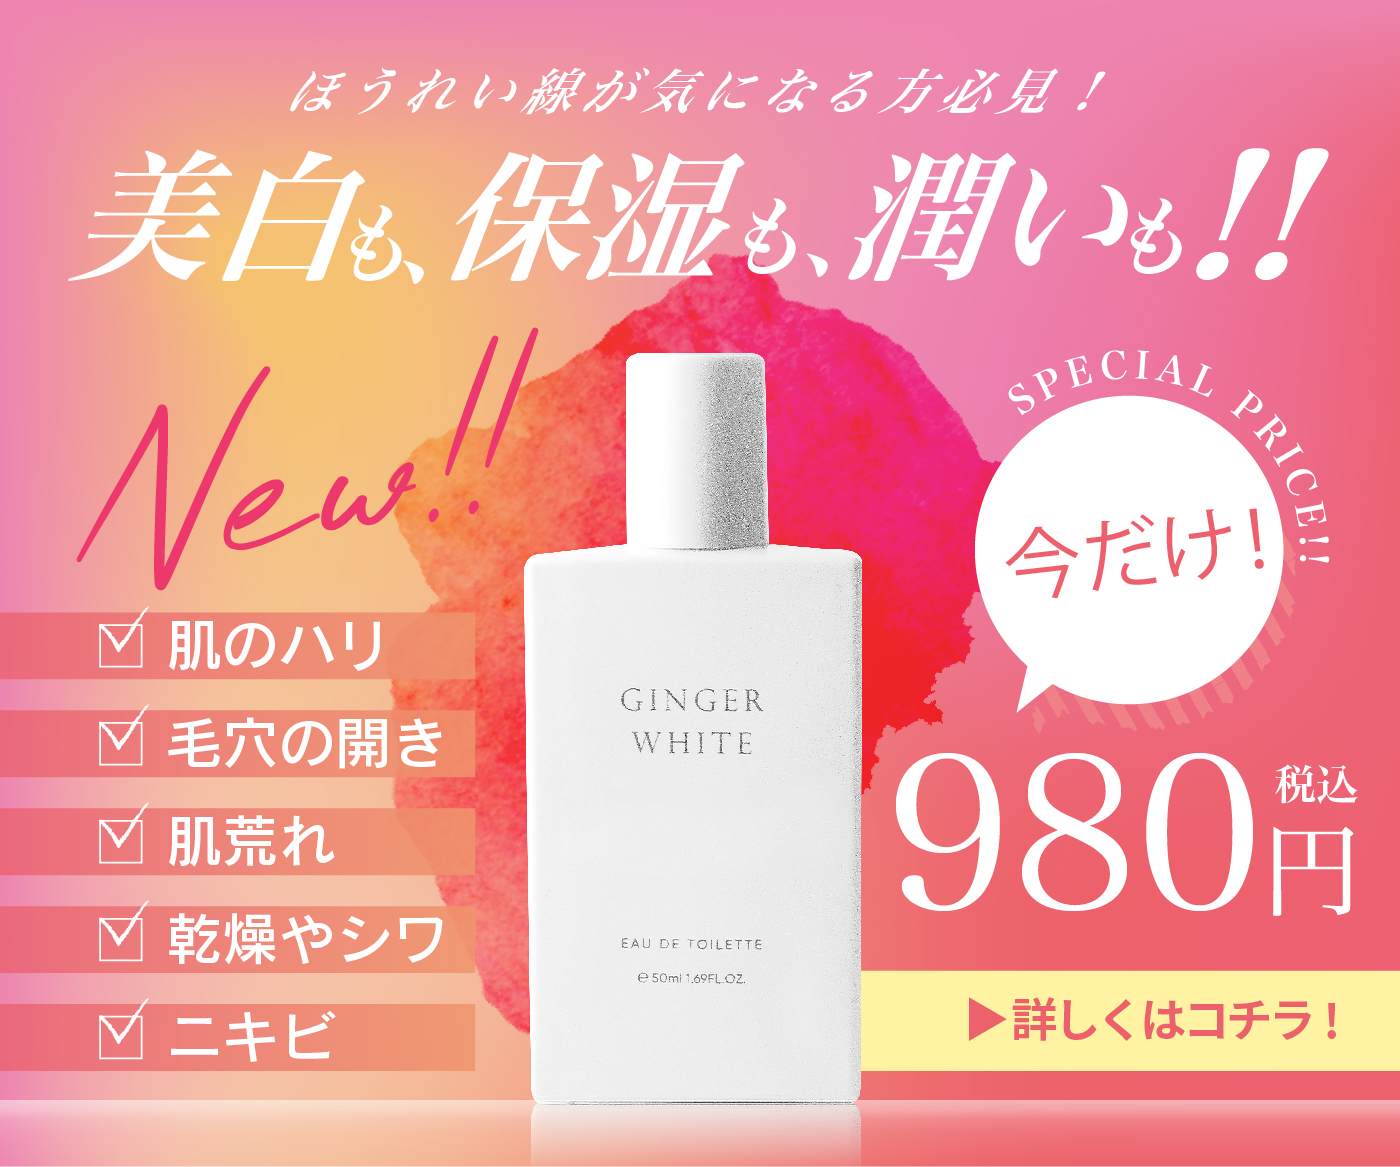 ほうれい線が気になる方必見！
美白も、保湿も、潤いも!!
New!!
SPECIAL PRICE!!
今だけ！
肌のハリ
毛穴の開き
肌荒れ
乾燥やシワ
ニキビ
GINGER
WHITE
EAU DE TOILETTE
℮ 50ml 1.69FL.OZ.
980円 税込
▶詳しくはコチラ！